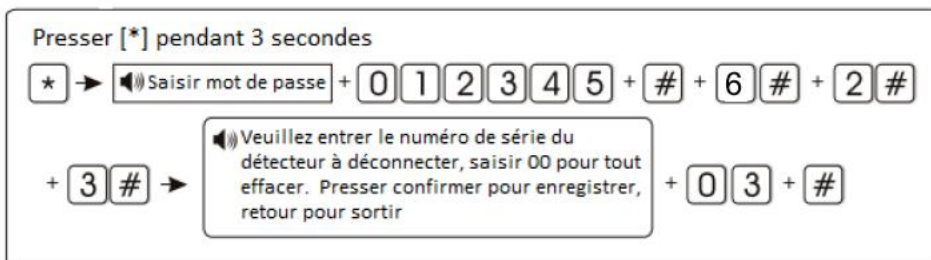 Presser [*] pendant 3 secondes
* Saisir mot de passe + 0 1 2 3 4 5 + # + 6 # + 2 #
+ 3 # Veuillez entrer le numéro de série du
détecteur à déconnecter, saisir 00 pour tout
effacer. Presser confirmer pour enregistrer,
retour pour sortir + 0 3 + #